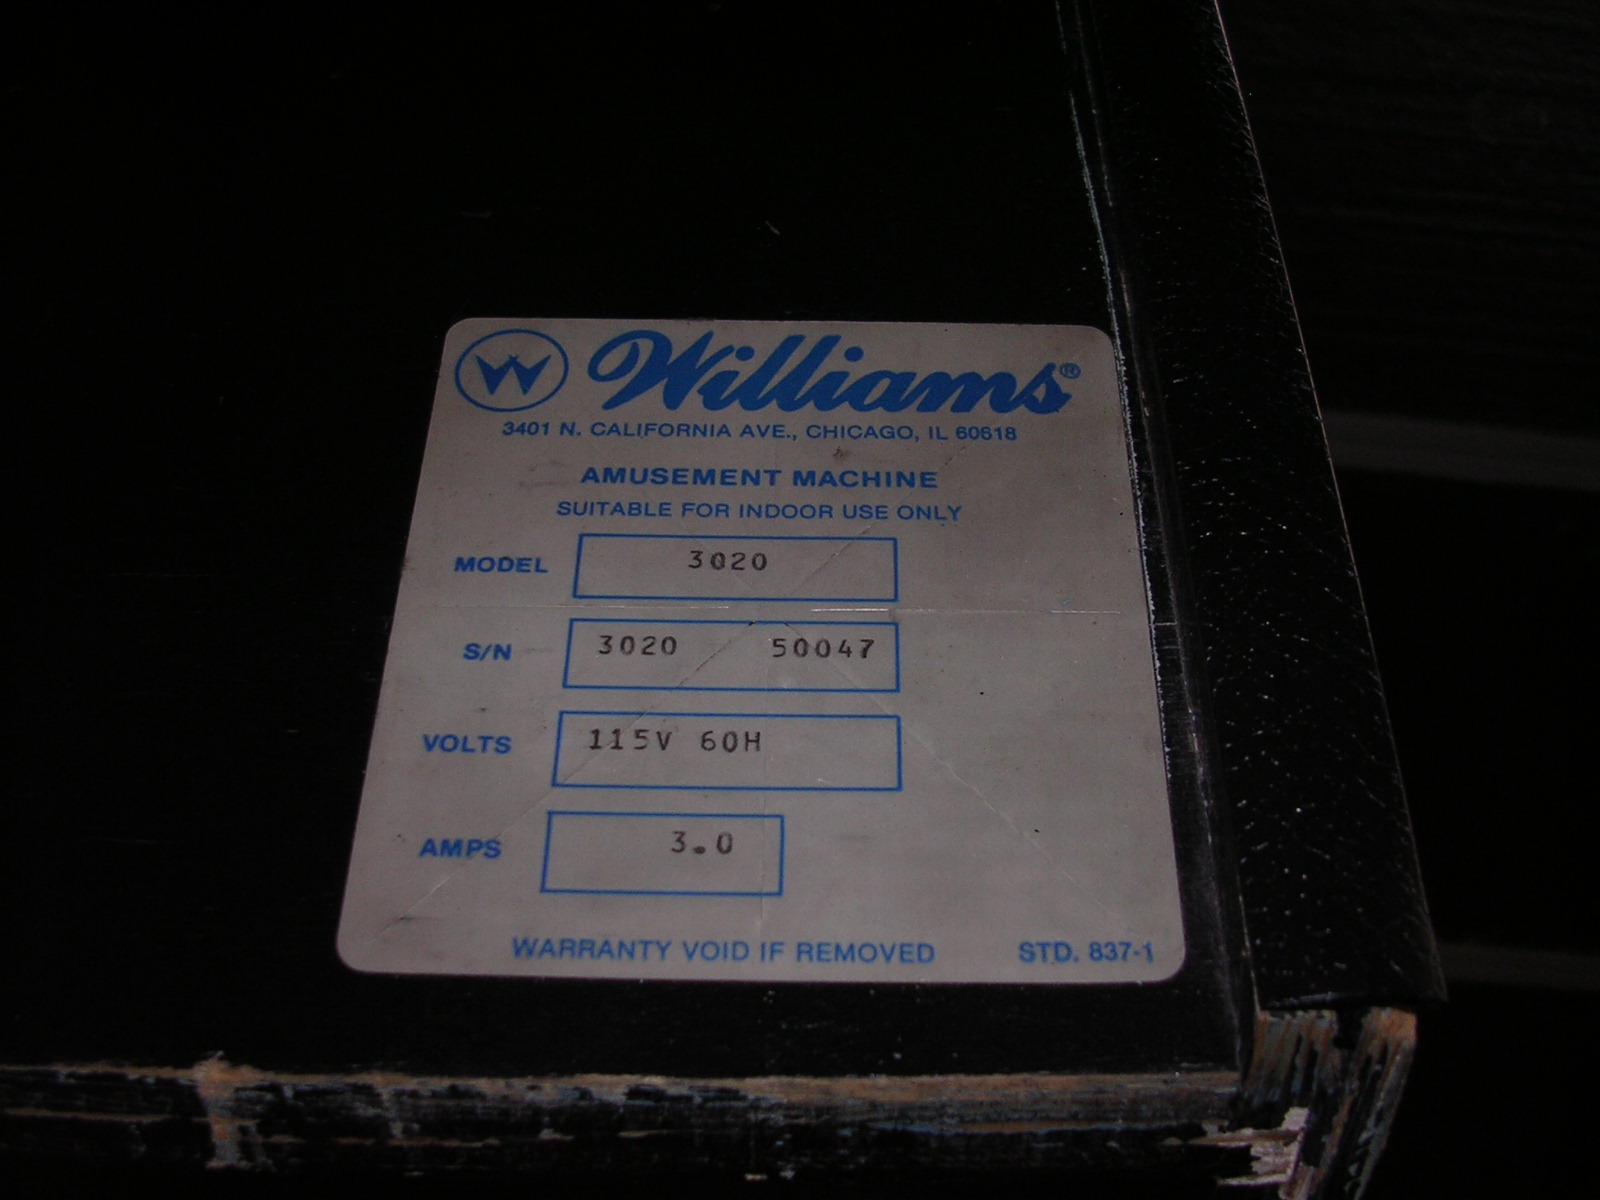 W Williams®
3401 N. CALIFORNIA AVE., CHICAGO, IL 60618
AMUSEMENT MACHINE
SUITABLE FOR INDOOR USE ONLY
MODEL 3020
S/N 3020 50047
VOLTS 115V 60H
AMPS 3.0
WARRANTY VOID IF REMOVED STD. 837-1